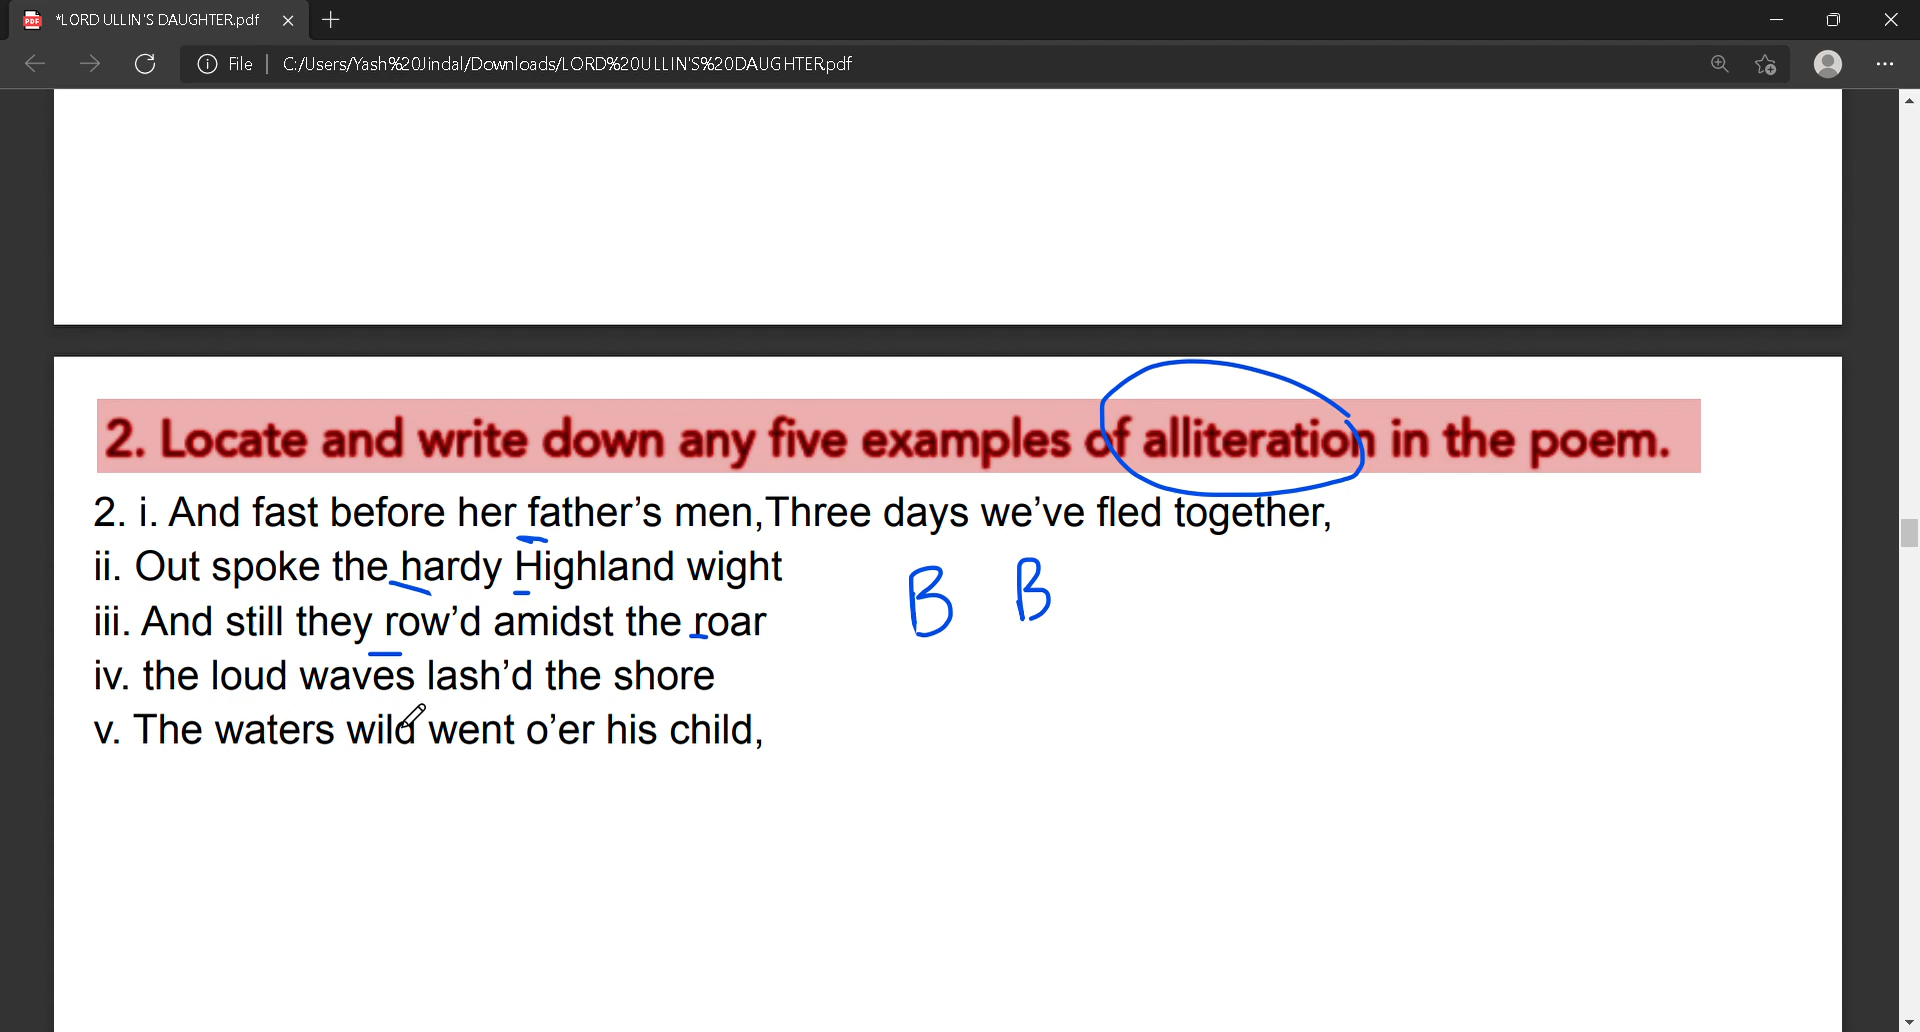 *LORD ULLIN'S DAUGHTER.pdf
File | C:/Users/Yash%20Jindal/Downloads/LORD%20ULLIN'S%20DAUGHTER.pdf
2. Locate and write down any five examples of alliteration in the poem.
2. i. And fast before her father’s men,Three days we’ve fled together,
ii. Out spoke the hardy Highland wight
B B
iii. And still they row’d amidst the roar
iv. the loud waves lash’d the shore
v. The waters wild went o’er his child,